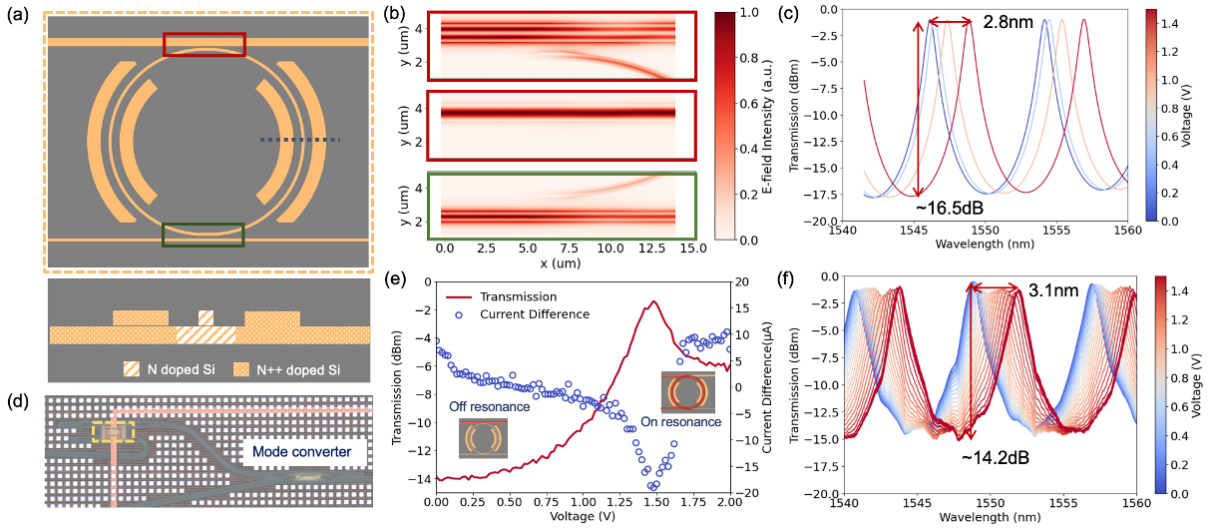 (a)
N doped Si
N++ doped Si
(b)
y (um)
4
2
y (um)
4
2
y (um)
4
2
0.0
2.5
5.0
7.5
10.0
12.5
15.0
x (um)
1.0
0.8
0.6
0.4
0.2
0.0
E-field Intensity (a.u.)
(c)
2.8nm
~16.5dB
Transmission (dBm)
0.0
−2.5
−5.0
−7.5
−10.0
−12.5
−15.0
−17.5
−20.0
1540
1545
1550
1555
1560
Wavelength (nm)
1.4
1.2
1.0
0.8
0.6
0.4
0.2
0.0
Voltage (V)
(d)
Mode converter
(e)
Transmission
Current Difference
Off resonance
On resonance
Transmission (dBm)
0
−2
−4
−6
−8
−10
−12
−14
0.00
0.25
0.50
0.75
1.00
1.25
1.50
1.75
2.00
Voltage (V)
20
15
10
5
0
−5
−10
−15
−20
Current Difference(µA)
(f)
3.1nm
~14.2dB
Transmission (dBm)
0.0
−2.5
−5.0
−7.5
−10.0
−12.5
−15.0
−17.5
−20.0
1540
1545
1550
1555
1560
Wavelength (nm)
1.4
1.2
1.0
0.8
0.6
0.4
0.2
0.0
Voltage (V)